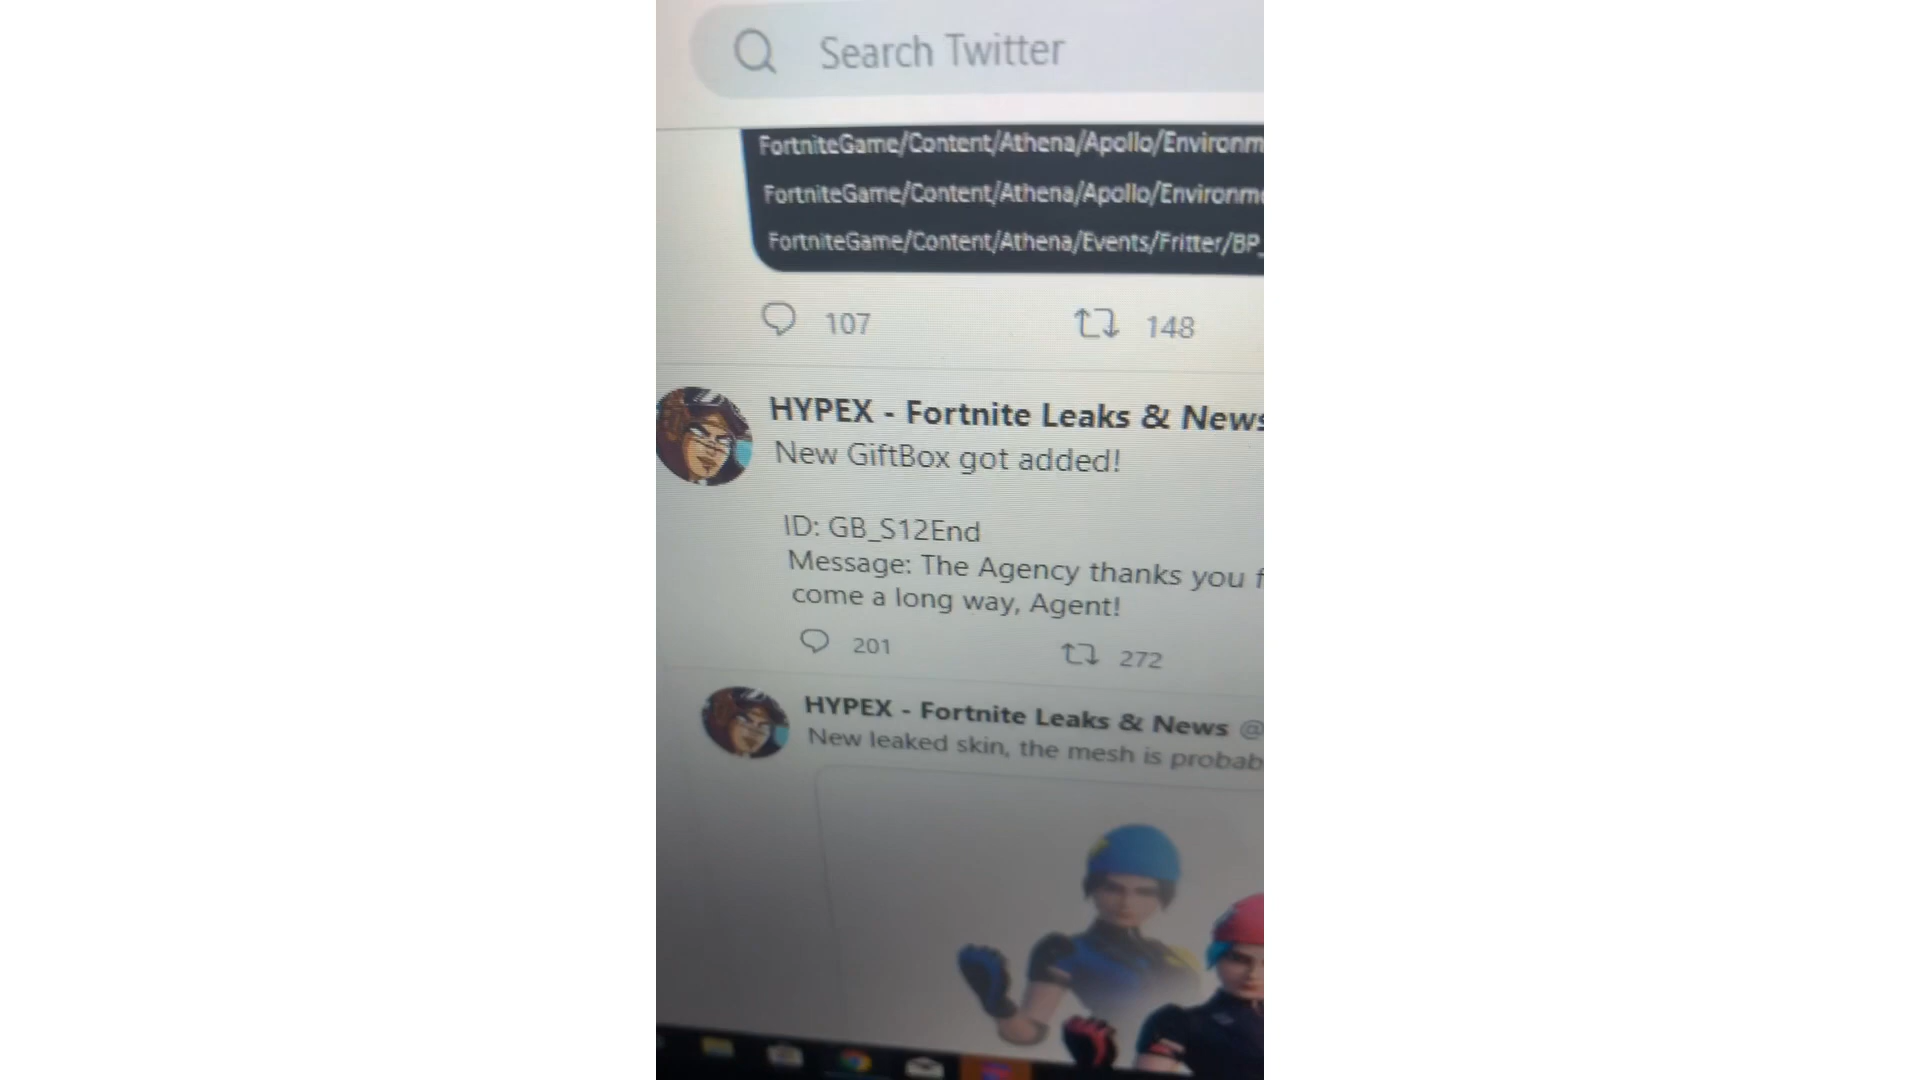 Search Twitter
FortniteGame/Content/Athena/Apollo/Environm
FortniteGame/Content/Athena/Apollo/Environme
FortniteGame/Content/Athena/Events/Fritter/BP_
107 148
HYPEX - Fortnite Leaks & News
New GiftBox got added!
ID: GB_S12End
Message: The Agency thanks you f
come a long way, Agent!
201 272
HYPEX - Fortnite Leaks & News @
New leaked skin, the mesh is probab